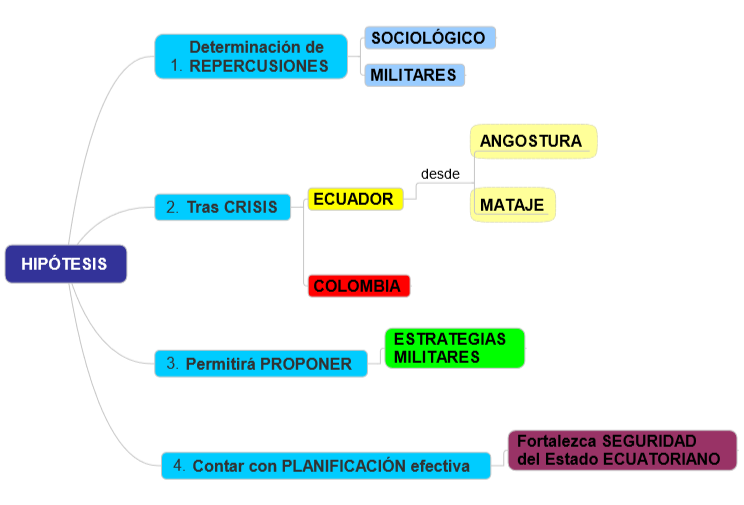 HIPÓTESIS
1. Determinación de
REPERCUSIONES
SOCIOLÓGICO
MILITARES
2. Tras CRISIS
ECUADOR
desde
ANGOSTURA
MATAJE
COLOMBIA
3. Permitirá PROPONER
ESTRATEGIAS
MILITARES
4. Contar con PLANIFICACIÓN efectiva
Fortalezca SEGURIDAD
del Estado ECUATORIANO